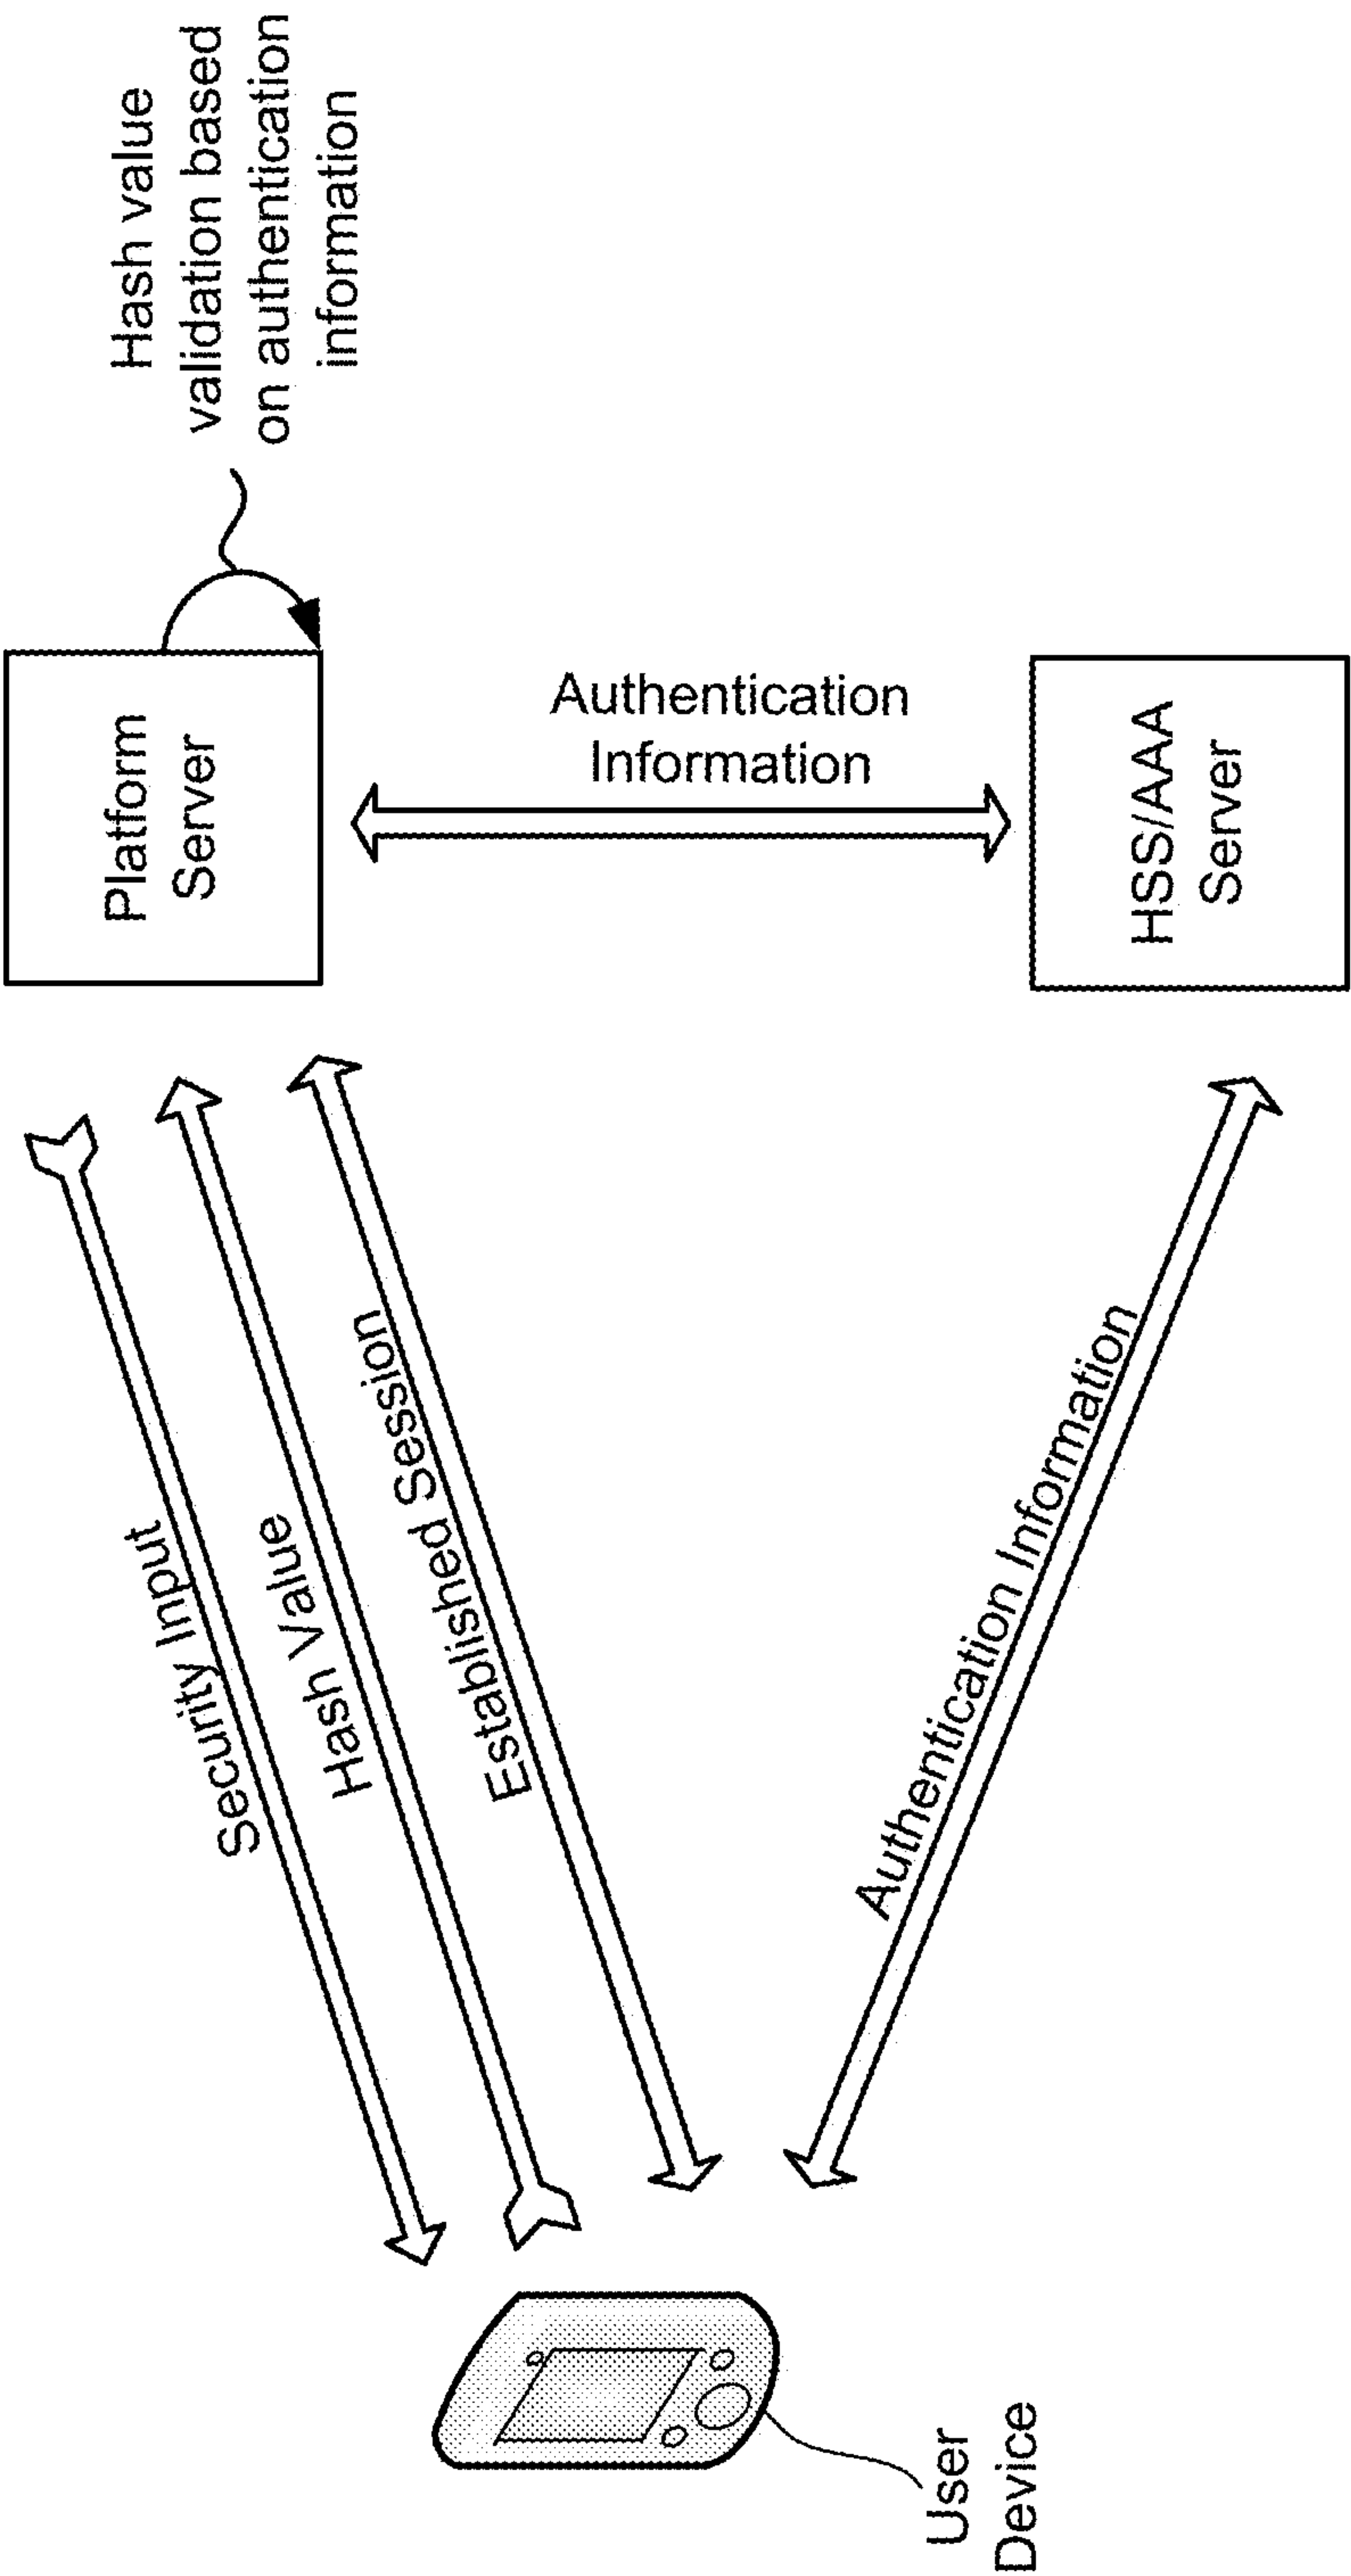 Hash value
validation based
on authentication
information
Platform
Server
Authentication
Information
HSS/AAA
Server
Security Input
Hash Value
Established Session
Authentication Information
User
Device